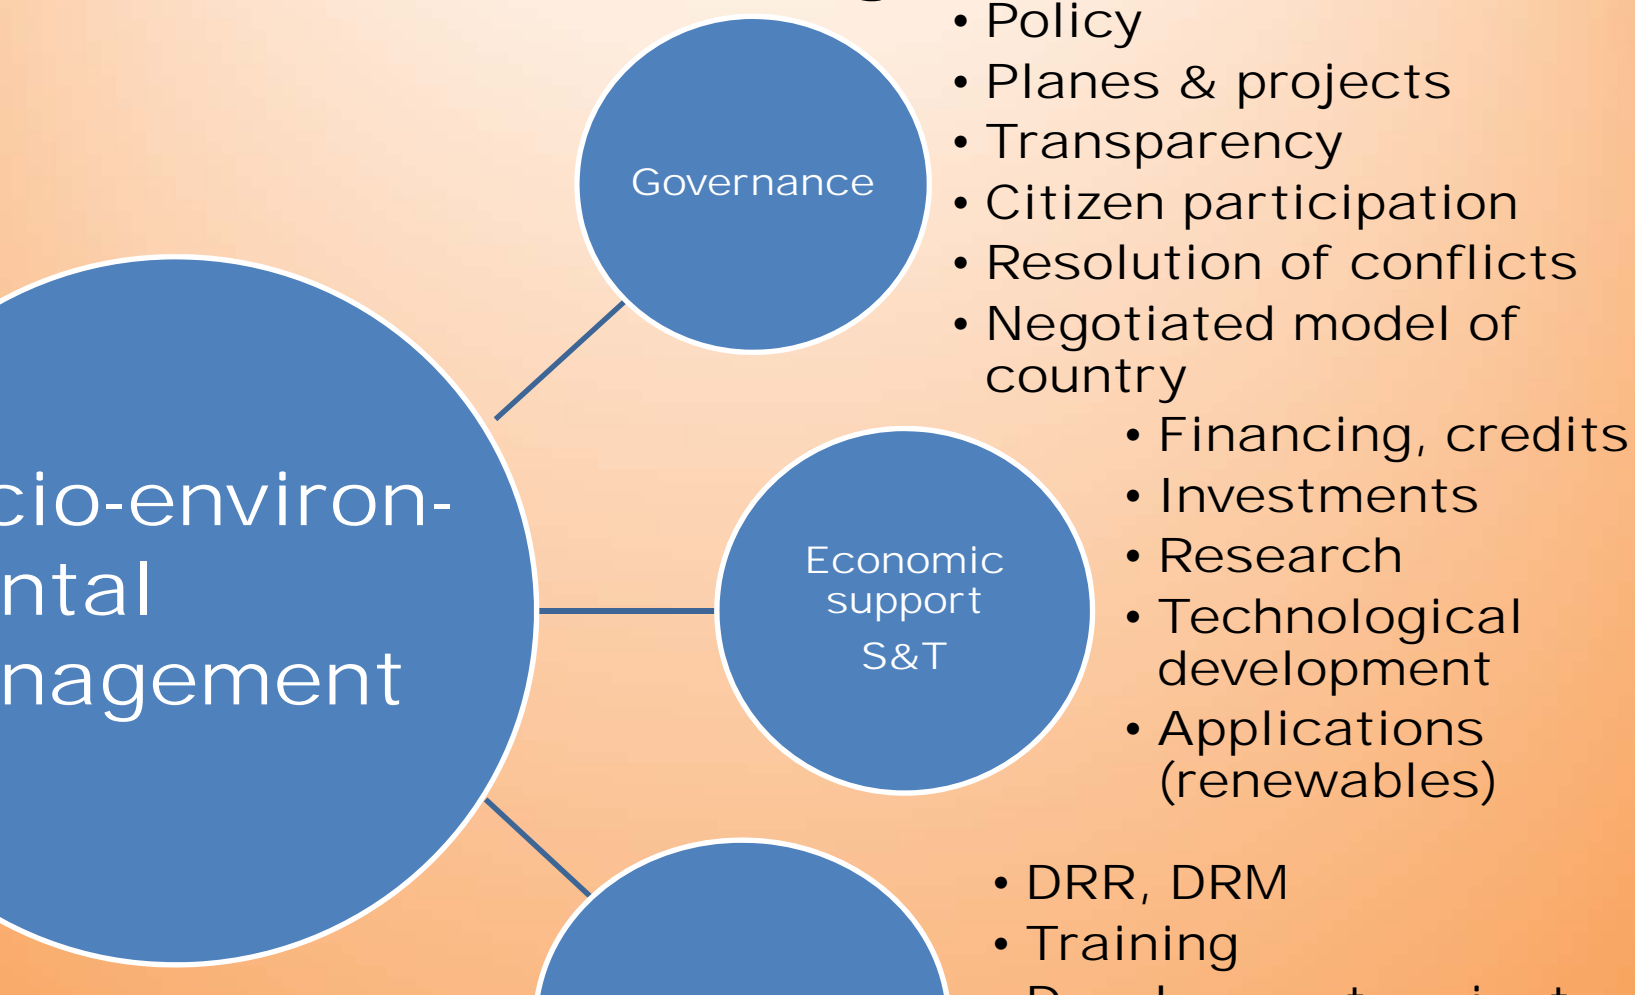 • Policy
• Planes & projects
• Transparency
• Citizen participation
• Resolution of conflicts
• Negotiated model of
country
Governance
cio-environ-
ntal
nagement
Economic
support
S&T
• Financing, credits
• Investments
• Research
• Technological
development
• Applications
(renewables)
• DRR, DRM
• Training